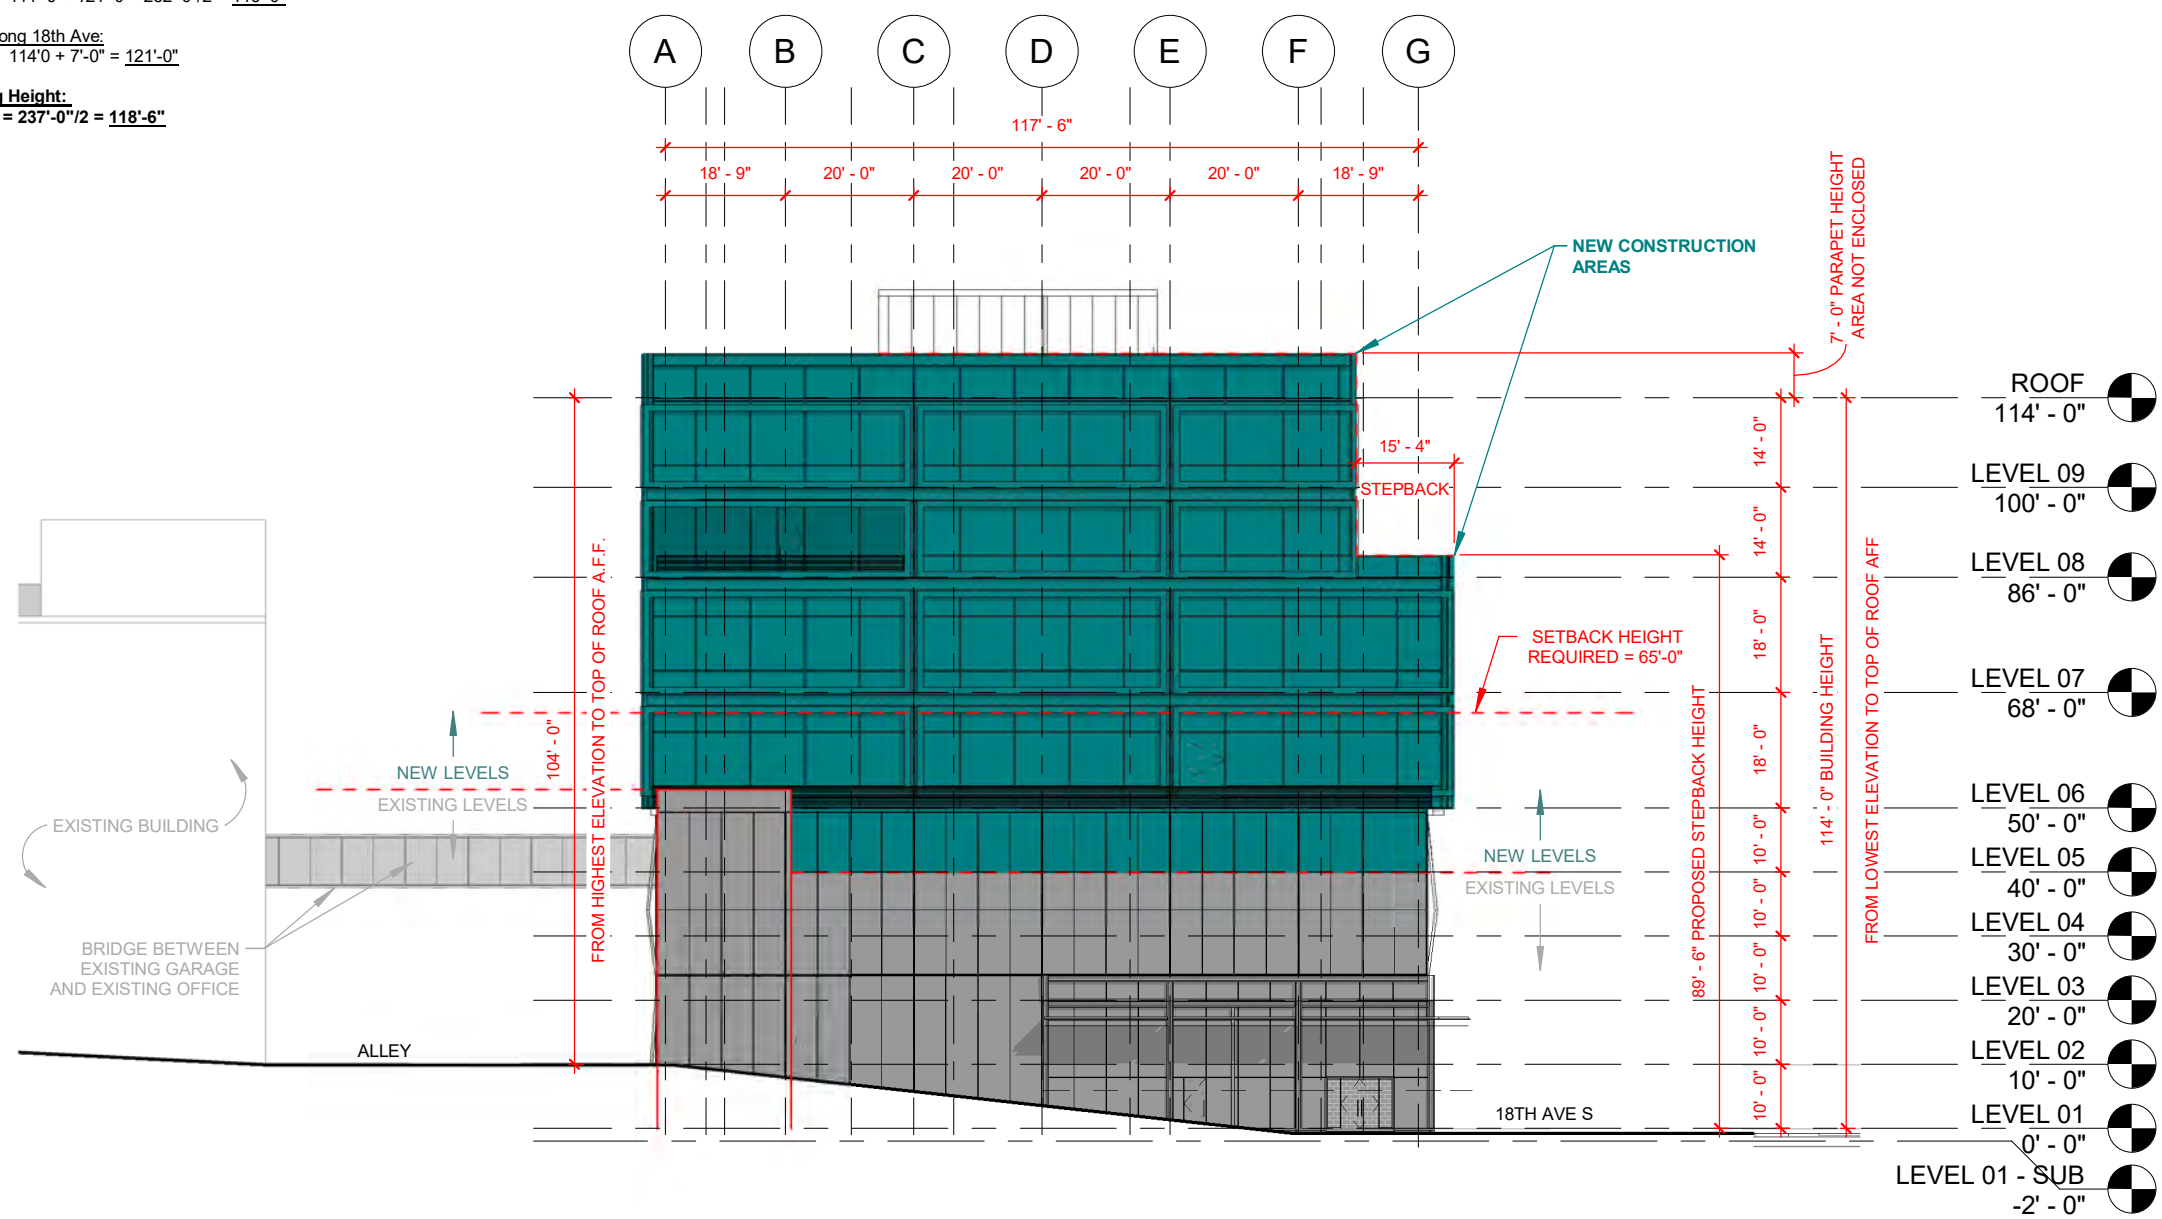 ong 18th Ave:
114'0 + 7'-0" = 121'-0"
g Height:
= 237'-0"/2 = 118'-6"
A
B
C
D
E
F
G
117' - 6"
18' - 9"
20' - 0"
20' - 0"
20' - 0"
20' - 0"
18' - 9"
7' - 0" PARAPET HEIGHT
AREA NOT ENCLOSED
NEW CONSTRUCTION
AREAS
15' - 4"
STEPBACK
SETBACK HEIGHT
REQUIRED = 65'-0"
104' - 0"
FROM HIGHEST ELEVATION TO TOP OF ROOF A.F.F.
NEW LEVELS
EXISTING LEVELS
EXISTING BUILDING
BRIDGE BETWEEN
EXISTING GARAGE
AND EXISTING OFFICE
ALLEY
NEW LEVELS
EXISTING LEVELS
18TH AVE S
89' - 6" PROPOSED STEPBACK HEIGHT
14' - 0"
14' - 0"
18' - 0"
18' - 0"
10' - 0"
10' - 0"
10' - 0"
10' - 0"
10' - 0"
114' - 0" BUILDING HEIGHT
FROM LOWEST ELEVATION TO TOP OF ROOF AFF
ROOF
114' - 0"
LEVEL 09
100' - 0"
LEVEL 08
86' - 0"
LEVEL 07
68' - 0"
LEVEL 06
50' - 0"
LEVEL 05
40' - 0"
LEVEL 04
30' - 0"
LEVEL 03
20' - 0"
LEVEL 02
10' - 0"
LEVEL 01
0' - 0"
LEVEL 01 - SUB
-2' - 0"